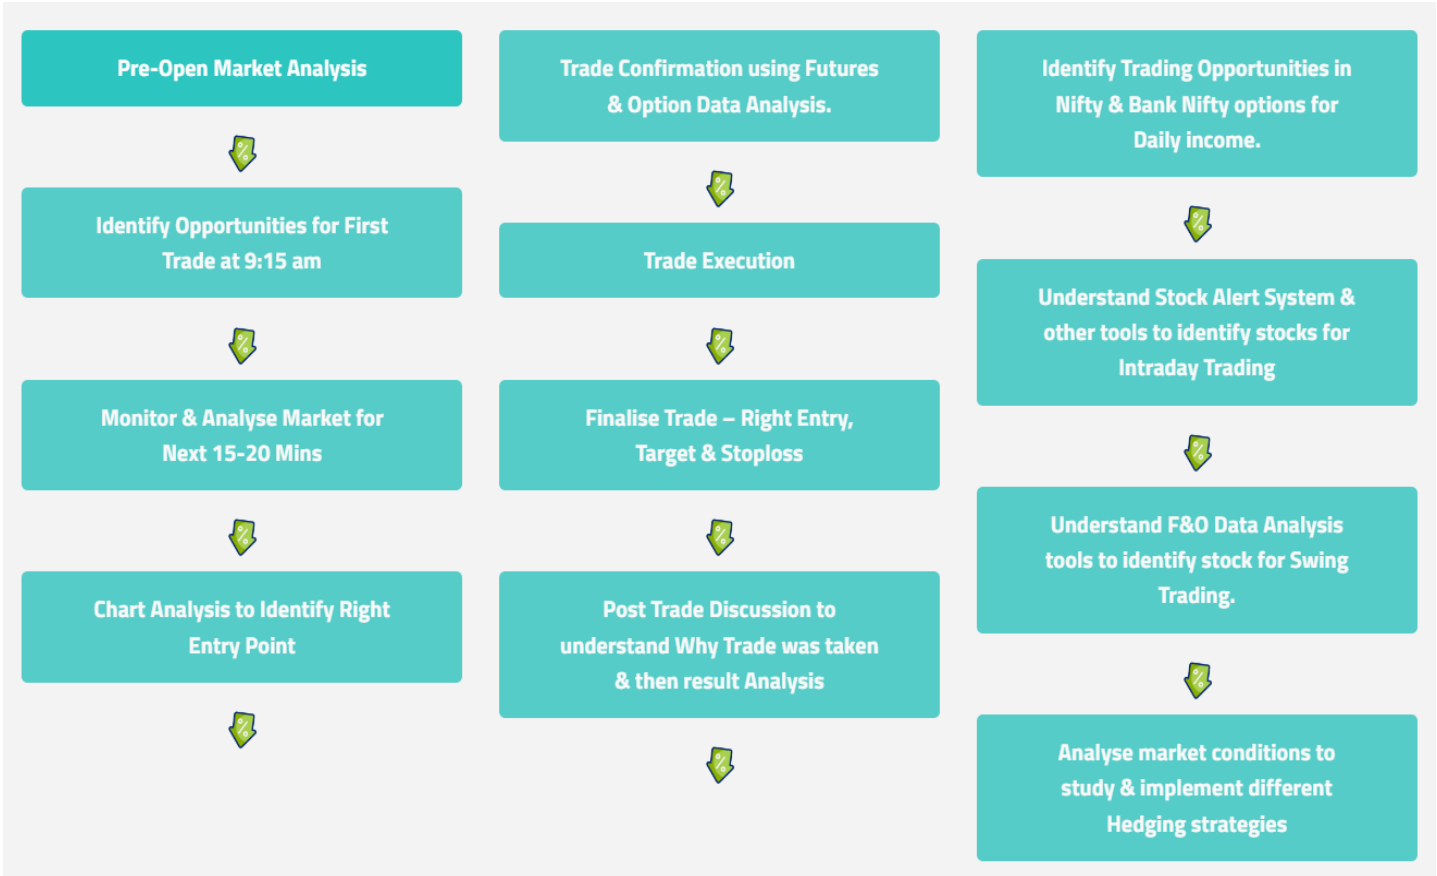 Pre-Open Market Analysis
Identify Opportunities for First
Trade at 9:15 am
Monitor & Analyse Market for
Next 15-20 Mins
Chart Analysis to Identify Right
Entry Point
Trade Confirmation using Futures
& Option Data Analysis.
Trade Execution
Finalise Trade – Right Entry,
Target & Stoploss
Post Trade Discussion to
understand Why Trade was taken
& then result Analysis
Identify Trading Opportunities in
Nifty & Bank Nifty options for
Daily income.
Understand Stock Alert System &
other tools to identify stocks for
Intraday Trading
Understand F&O Data Analysis
tools to identify stock for Swing
Trading.
Analyse market conditions to
study & implement different
Hedging strategies